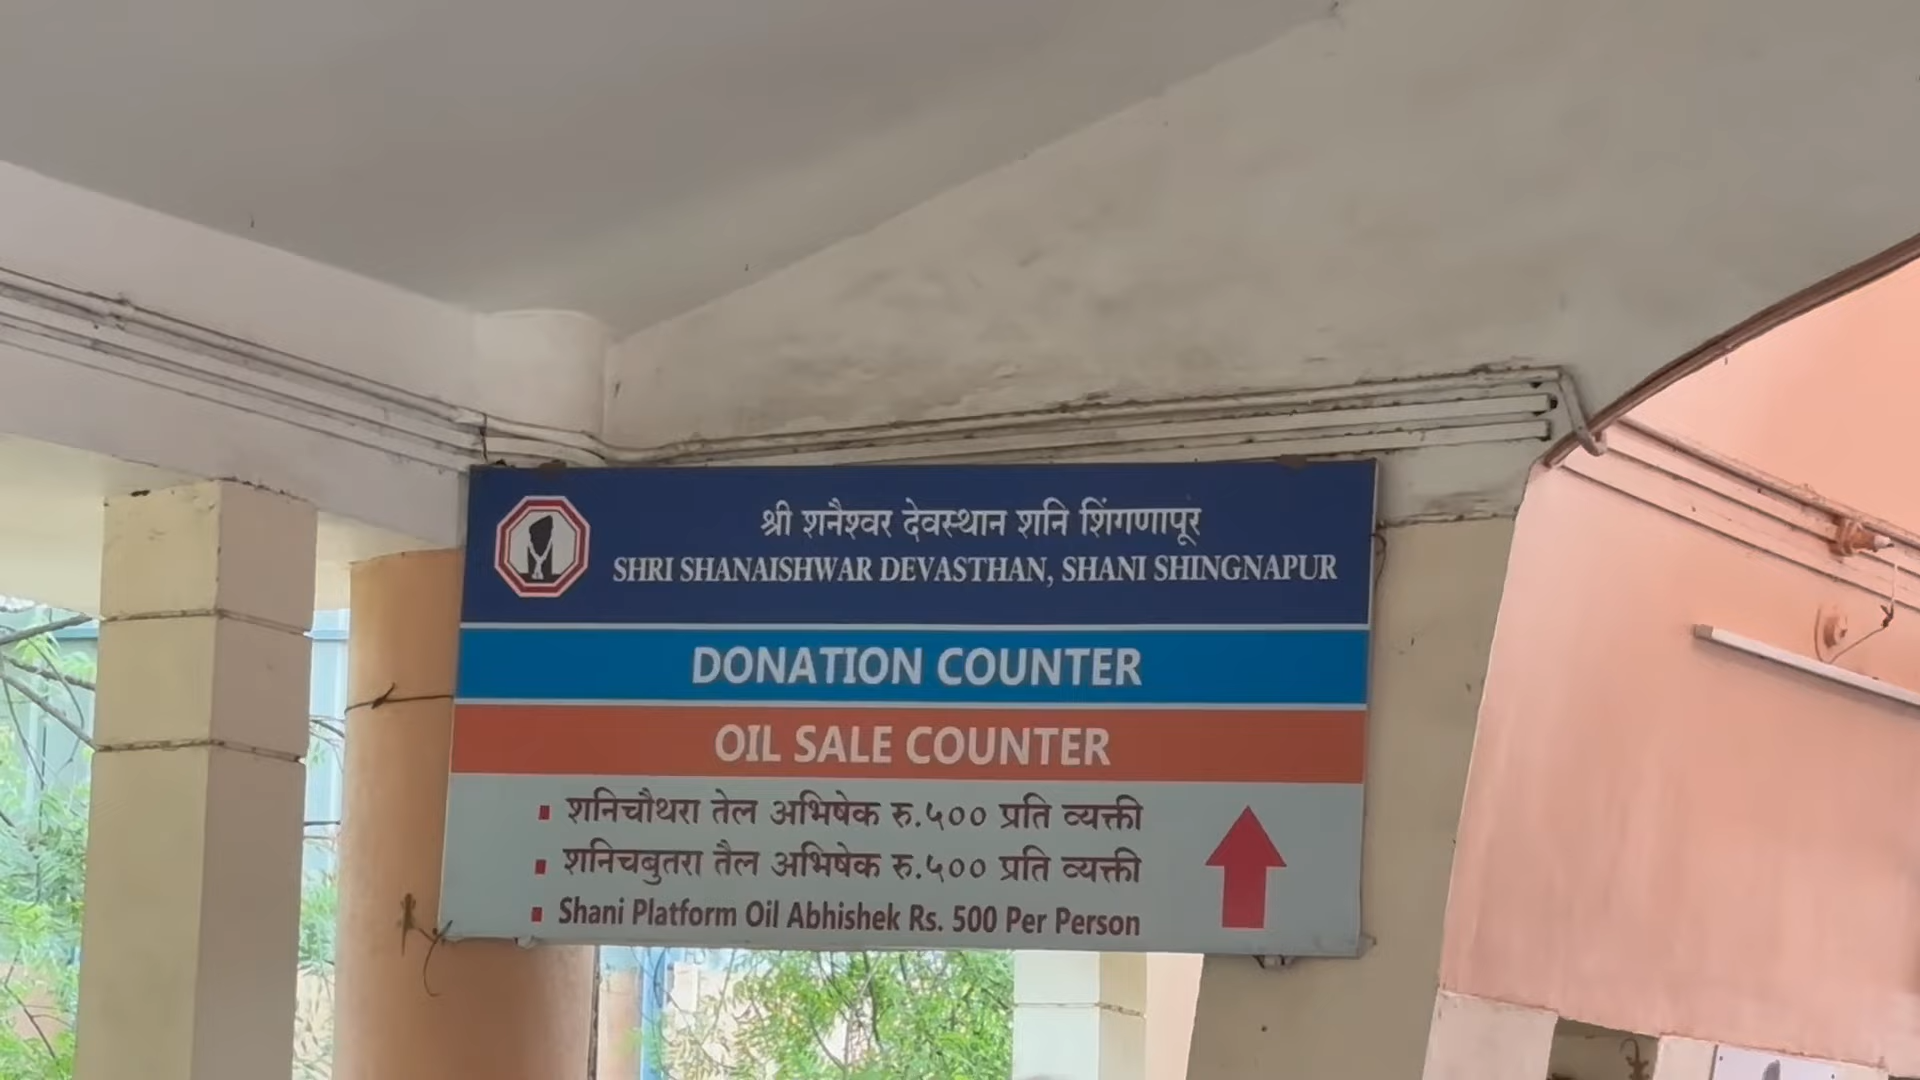 श्री शनैश्वर देवस्थान शनि शिंगणापूर
SHRI SHANAISHWAR DEVASTHAN, SHANI SHINGNAPUR
DONATION COUNTER
OIL SALE COUNTER
शनिचौथरा तेल अभिषेक रु.५०० प्रति व्यक्ती
शनिचबुतरा तैल अभिषेक रु.५०० प्रति व्यक्ती
Shani Platform Oil Abhishek Rs. 500 Per Person